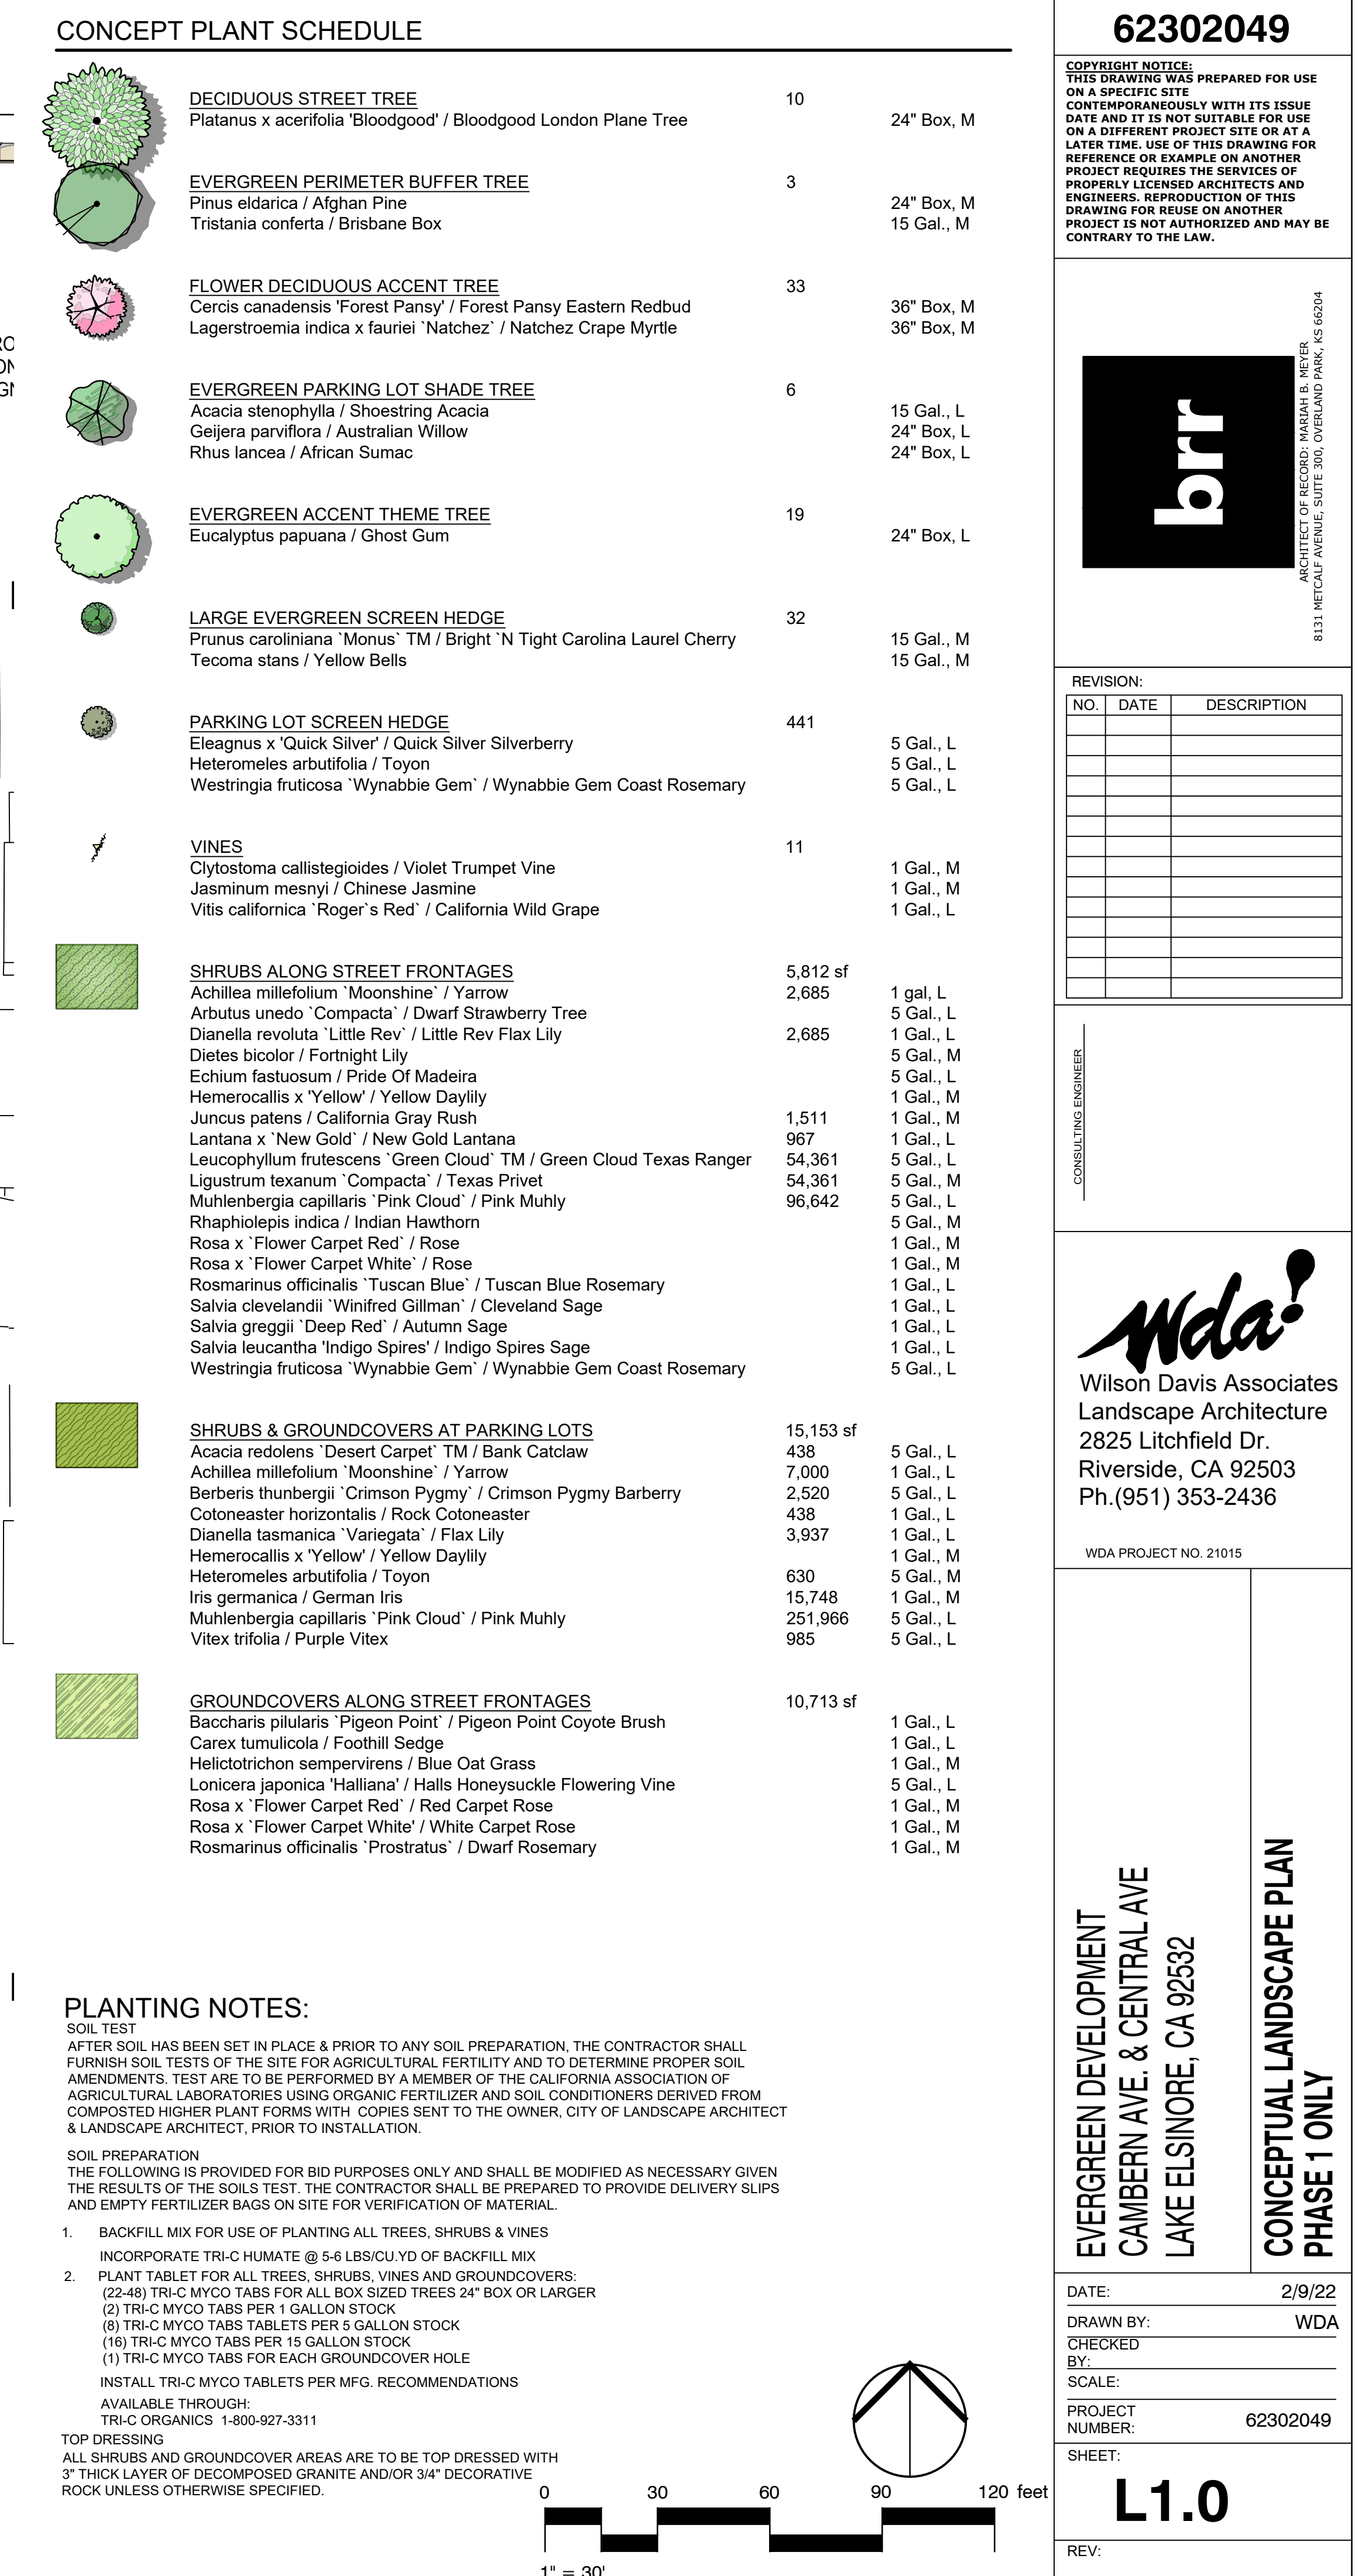 CONCEPT PLANT SCHEDULE
DECIDUOUS STREET TREE 10
Platanus x acerifolia 'Bloodgood' / Bloodgood London Plane Tree 24" Box, M
EVERGREEN PERIMETER BUFFER TREE 3
Pinus eldarica / Afghan Pine 24" Box, M
Tristania conferta / Brisbane Box 15 Gal., M
FLOWER DECIDUOUS ACCENT TREE 33
Cercis canadensis 'Forest Pansy' / Forest Pansy Eastern Redbud 36" Box, M
Lagerstroemia indica x fauriei `Natchez` / Natchez Crape Myrtle 36" Box, M
EVERGREEN PARKING LOT SHADE TREE 6
Acacia stenophylla / Shoestring Acacia 15 Gal., L
Geijera parviflora / Australian Willow 24" Box, L
Rhus lancea / African Sumac 24" Box, L
EVERGREEN ACCENT THEME TREE 19
Eucalyptus papuana / Ghost Gum 24" Box, L
LARGE EVERGREEN SCREEN HEDGE 32
Prunus caroliniana `Monus` TM / Bright `N Tight Carolina Laurel Cherry 15 Gal., M
Tecoma stans / Yellow Bells 15 Gal., M
PARKING LOT SCREEN HEDGE 441
Eleagnus x 'Quick Silver' / Quick Silver Silverberry 5 Gal., L
Heteromeles arbutifolia / Toyon 5 Gal., L
Westringia fruticosa `Wynabbie Gem` / Wynabbie Gem Coast Rosemary 5 Gal., L
VINES 11
Clytostoma callistegioides / Violet Trumpet Vine 1 Gal., M
Jasminum mesnyi / Chinese Jasmine 1 Gal., M
Vitis californica `Roger`s Red` / California Wild Grape 1 Gal., L
SHRUBS ALONG STREET FRONTAGES 5,812 sf
Achillea millefolium `Moonshine` / Yarrow 2,685 1 gal, L
Arbutus unedo `Compacta` / Dwarf Strawberry Tree 5 Gal., L
Dianella revoluta `Little Rev` / Little Rev Flax Lily 2,685 1 Gal., L
Dietes bicolor / Fortnight Lily 5 Gal., M
Echium fastuosum / Pride Of Madeira 5 Gal., L
Hemerocallis x 'Yellow' / Yellow Daylily 1 Gal., M
Juncus patens / California Gray Rush 1,511 1 Gal., M
Lantana x `New Gold` / New Gold Lantana 967 1 Gal., L
Leucophyllum frutescens `Green Cloud` TM / Green Cloud Texas Ranger 54,361 5 Gal., L
Ligustrum texanum `Compacta` / Texas Privet 54,361 5 Gal., M
Muhlenbergia capillaris `Pink Cloud` / Pink Muhly 96,642 5 Gal., L
Rhaphiolepis indica / Indian Hawthorn 5 Gal., M
Rosa x `Flower Carpet Red` / Rose 1 Gal., M
Rosa x `Flower Carpet White` / Rose 1 Gal., M
Rosmarinus officinalis `Tuscan Blue` / Tuscan Blue Rosemary 1 Gal., L
Salvia clevelandii `Winifred Gillman` / Cleveland Sage 1 Gal., L
Salvia greggii `Deep Red` / Autumn Sage 1 Gal., L
Salvia leucantha 'Indigo Spires' / Indigo Spires Sage 1 Gal., L
Westringia fruticosa `Wynabbie Gem` / Wynabbie Gem Coast Rosemary 5 Gal., L
SHRUBS & GROUNDCOVERS AT PARKING LOTS 15,153 sf
Acacia redolens `Desert Carpet` TM / Bank Catclaw 438 5 Gal., L
Achillea millefolium `Moonshine` / Yarrow 7,000 1 Gal., L
Berberis thunbergii `Crimson Pygmy` / Crimson Pygmy Barberry 2,520 5 Gal., L
Cotoneaster horizontalis / Rock Cotoneaster 438 1 Gal., L
Dianella tasmanica `Variegata` / Flax Lily 3,937 1 Gal., L
Hemerocallis x 'Yellow' / Yellow Daylily 1 Gal., M
Heteromeles arbutifolia / Toyon 630 5 Gal., M
Iris germanica / German Iris 15,748 1 Gal., M
Muhlenbergia capillaris `Pink Cloud` / Pink Muhly 251,966 5 Gal., L
Vitex trifolia / Purple Vitex 985 5 Gal., L
GROUNDCOVERS ALONG STREET FRONTAGES 10,713 sf
Baccharis pilularis `Pigeon Point` / Pigeon Point Coyote Brush 1 Gal., L
Carex tumulicola / Foothill Sedge 1 Gal., L
Helictotrichon sempervirens / Blue Oat Grass 1 Gal., M
Lonicera japonica 'Halliana' / Halls Honeysuckle Flowering Vine 5 Gal., L
Rosa x `Flower Carpet Red` / Red Carpet Rose 1 Gal., M
Rosa x `Flower Carpet White' / White Carpet Rose 1 Gal., M
Rosmarinus officinalis `Prostratus` / Dwarf Rosemary 1 Gal., M
PLANTING NOTES:
SOIL TEST
AFTER SOIL HAS BEEN SET IN PLACE & PRIOR TO ANY SOIL PREPARATION, THE CONTRACTOR SHALL
FURNISH SOIL TESTS OF THE SITE FOR AGRICULTURAL FERTILITY AND TO DETERMINE PROPER SOIL
AMENDMENTS. TEST ARE TO BE PERFORMED BY A MEMBER OF THE CALIFORNIA ASSOCIATION OF
AGRICULTURAL LABORATORIES USING ORGANIC FERTILIZER AND SOIL CONDITIONERS DERIVED FROM
COMPOSTED HIGHER PLANT FORMS WITH COPIES SENT TO THE OWNER, CITY OF LANDSCAPE ARCHITECT
& LANDSCAPE ARCHITECT, PRIOR TO INSTALLATION.
SOIL PREPARATION
THE FOLLOWING IS PROVIDED FOR BID PURPOSES ONLY AND SHALL BE MODIFIED AS NECESSARY GIVEN
THE RESULTS OF THE SOILS TEST. THE CONTRACTOR SHALL BE PREPARED TO PROVIDE DELIVERY SLIPS
AND EMPTY FERTILIZER BAGS ON SITE FOR VERIFICATION OF MATERIAL.
1. BACKFILL MIX FOR USE OF PLANTING ALL TREES, SHRUBS & VINES
INCORPORATE TRI-C HUMATE @ 5-6 LBS/CU.YD OF BACKFILL MIX
2. PLANT TABLET FOR ALL TREES, SHRUBS, VINES AND GROUNDCOVERS:
(22-48) TRI-C MYCO TABS FOR ALL BOX SIZED TREES 24" BOX OR LARGER
(2) TRI-C MYCO TABS PER 1 GALLON STOCK
(8) TRI-C MYCO TABS TABLETS PER 5 GALLON STOCK
(16) TRI-C MYCO TABS PER 15 GALLON STOCK
(1) TRI-C MYCO TABS FOR EACH GROUNDCOVER HOLE
INSTALL TRI-C MYCO TABLETS PER MFG. RECOMMENDATIONS
AVAILABLE THROUGH:
TRI-C ORGANICS 1-800-927-3311
TOP DRESSING
ALL SHRUBS AND GROUNDCOVER AREAS ARE TO BE TOP DRESSED WITH
3" THICK LAYER OF DECOMPOSED GRANITE AND/OR 3/4" DECORATIVE
ROCK UNLESS OTHERWISE SPECIFIED.
0 30 60 90 120 feet
1" = 30'
62302049
COPYRIGHT NOTICE:
THIS DRAWING WAS PREPARED FOR USE
ON A SPECIFIC SITE
CONTEMPORANEOUSLY WITH ITS ISSUE
DATE AND IT IS NOT SUITABLE FOR USE
ON A DIFFERENT PROJECT SITE OR AT A
LATER TIME. USE OF THIS DRAWING FOR
REFERENCE OR EXAMPLE ON ANOTHER
PROJECT REQUIRES THE SERVICES OF
PROPERLY LICENSED ARCHITECTS AND
ENGINEERS. REPRODUCTION OF THIS
DRAWING FOR REUSE ON ANOTHER
PROJECT IS NOT AUTHORIZED AND MAY BE
CONTRARY TO THE LAW.
brr
ARCHITECT OF RECORD: MARIAH B. MEYER
8131 METCALF AVENUE, SUITE 300, OVERLAND PARK, KS 66204
REVISION:
NO. DATE DESCRIPTION
CONSULTING ENGINEER
wda!
Wilson Davis Associates
Landscape Architecture
2825 Litchfield Dr.
Riverside, CA 92503
Ph.(951) 353-2436
WDA PROJECT NO. 21015
EVERGREEN DEVELOPMENT
CAMBERN AVE. & CENTRAL AVE
LAKE ELSINORE, CA 92532
CONCEPTUAL LANDSCAPE PLAN
PHASE 1 ONLY
DATE: 2/9/22
DRAWN BY: WDA
CHECKED
BY:
SCALE:
PROJECT
NUMBER: 62302049
SHEET:
L1.0
REV: